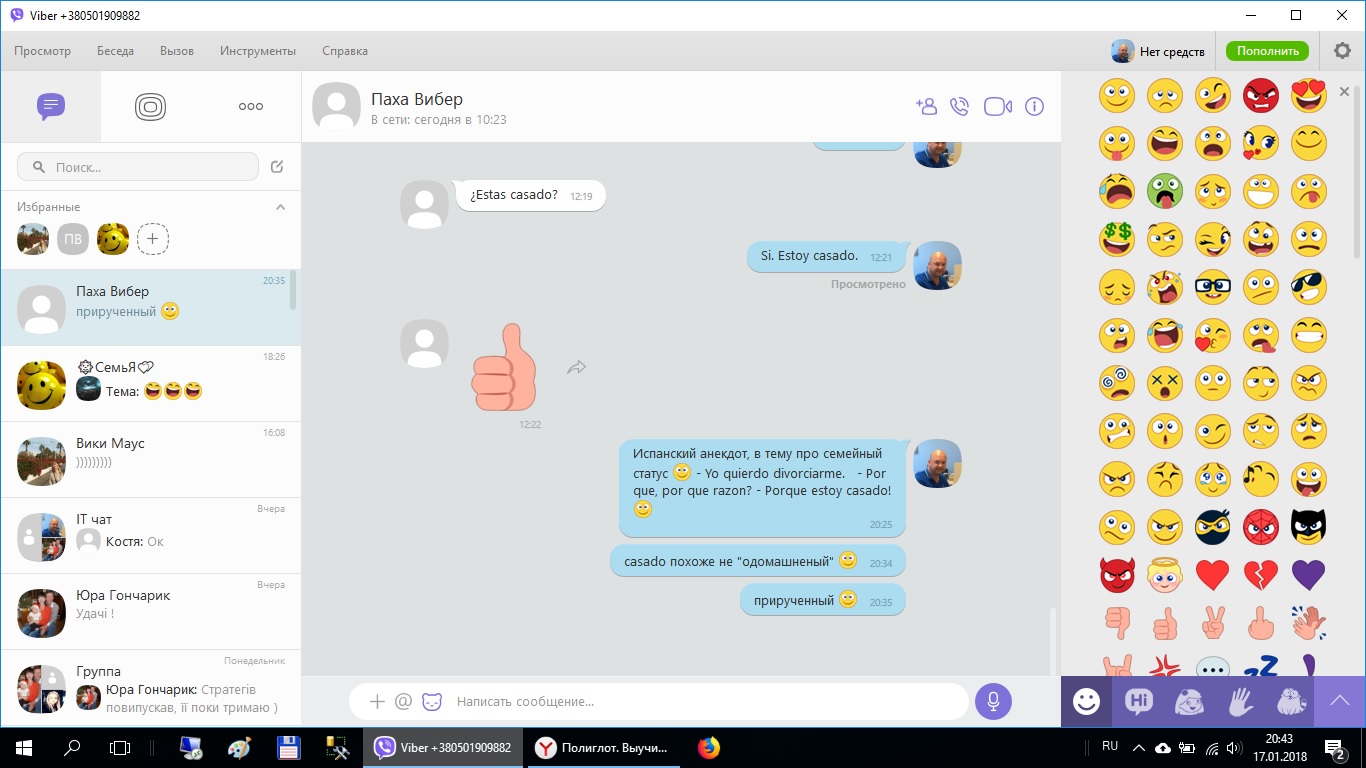 Viber +380501909882
Просмотр Беседа Вызов Инструменты Справка
Нет средств Пополнить
Поиск...
Избранные
ПВ
Паха Вибер 20:35
прирученный
СемьЯ 18:26
Тема:
Вики Маус 16:08
)))))))))
IT чат Вчера
Костя: Ок
Юра Гончарик Вчера
Удачі !
Группа Понедельник
Юра Гончарик: Стратегів
повипускав, її поки тримаю )
Паха Вибер
В сети: сегодня в 10:23
¿Estas casado? 12:19
Si. Estoy casado. 12:21
Просмотрено
12:22
Испанский анекдот, в тему про семейный
статус - Yo quierdo divorciarme. - Por
que, por que razon? - Porque estoy casado!
20:25
casado похоже не "одомашненый" 20:34
прирученный 20:35
Написать сообщение...
Hi
Viber +380501909882
Полиглот. Выучи...
RU
20:43
17.01.2018
2